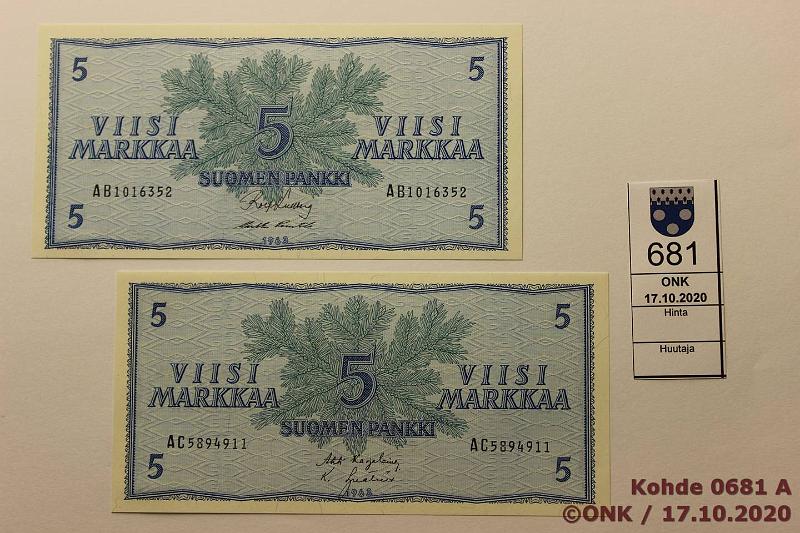 5 5
VIISI VIISI
MARKKAA 5 MARKKAA
SUOMEN PANKKI
AB1016352 AB1016352
5 5
1963
5 5
VIISI VIISI
MARKKAA 5 MARKKAA
SUOMEN PANKKI
AC5894911 AC5894911
5 5
1963
681
ONK
17.10.2020
Hinta
Huutaja
Kohde 0681 A
©ONK / 17.10.2020